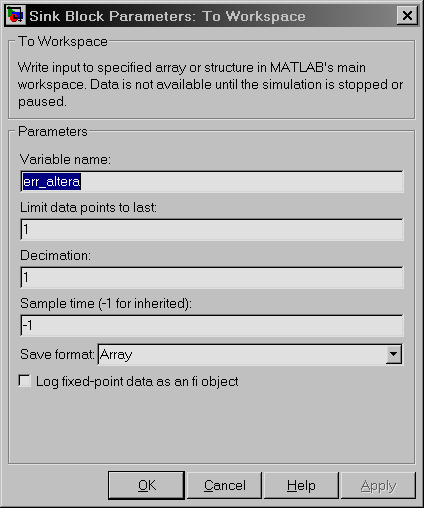 Sink Block Parameters: To Workspace
To Workspace
Write input to specified array or structure in MATLAB's main
workspace. Data is not available until the simulation is stopped or
paused.
Parameters
Variable name:
err_altera
Limit data points to last:
1
Decimation:
1
Sample time (-1 for inherited):
-1
Save format: Array
Log fixed-point data as an fi object
OK Cancel Help Apply